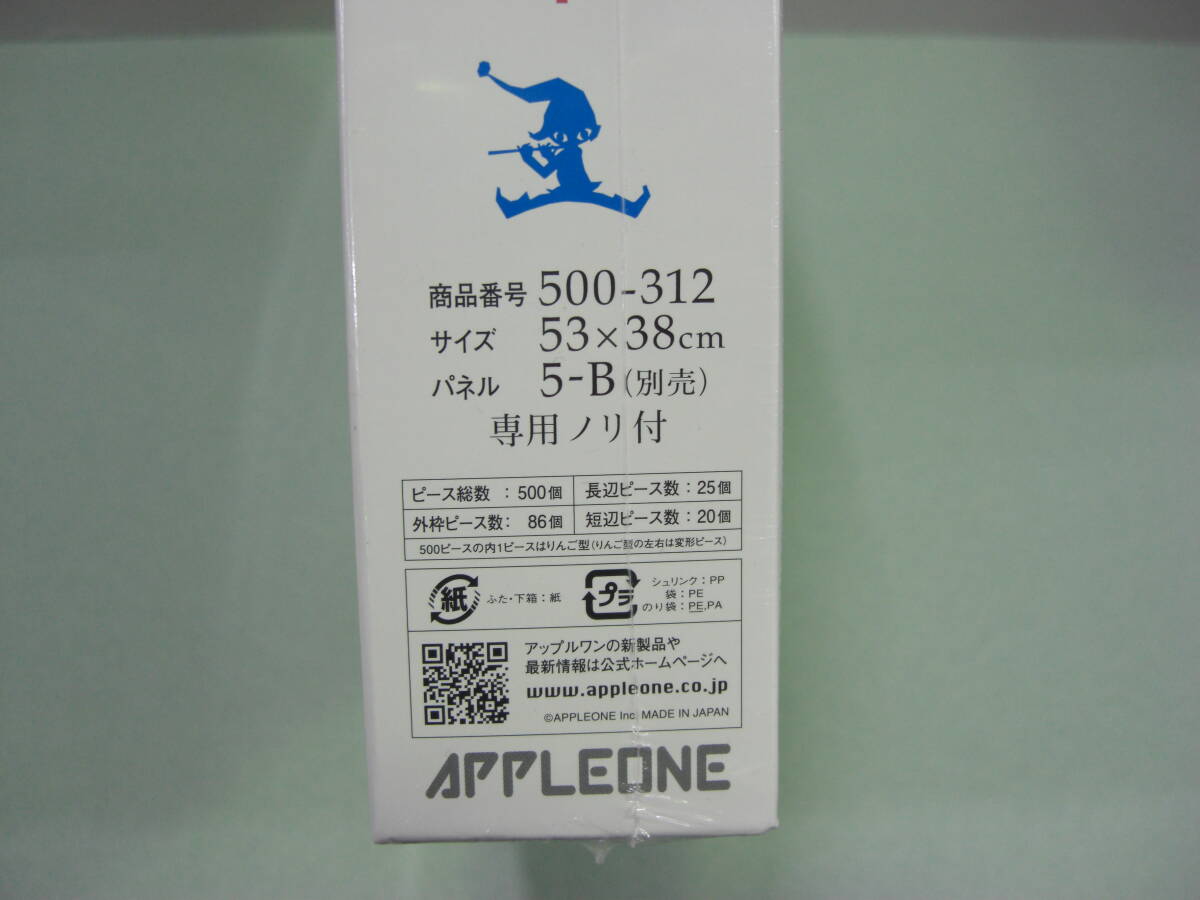 商品番号 500-312
サイズ 53×38cm
パネル 5-B(別売)
専用ノリ付
ピース総数 : 500個 長辺ピース数 : 25個
外枠ピース数: 86個 短辺ピース数 : 20個
500ピースの内1ピースはりんご型(りんご型の左右は変形ピース)
紙 ふた・下箱 : 紙
プラ シュリンク : PP
袋 : PE
のり袋 : PE,PA
アップルワンの新製品や
最新情報は公式ホームページへ
www.appleone.co.jp
©APPLEONE Inc. MADE IN JAPAN
APPLEONE